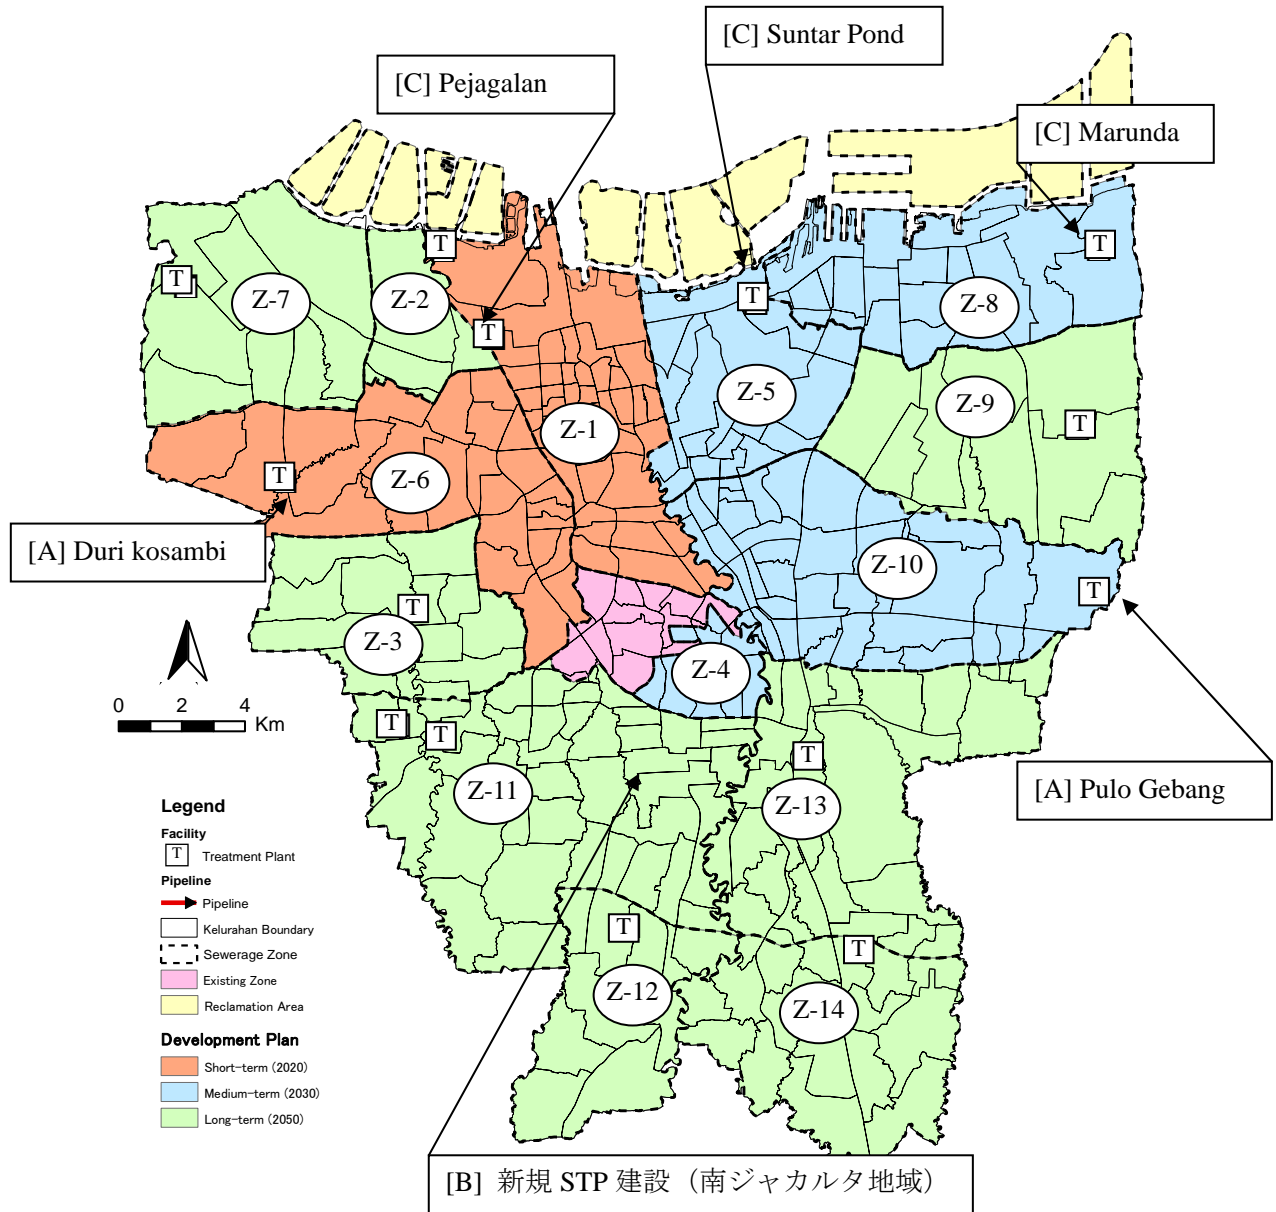 [C] Suntar Pond
[C] Pejagalan
[C] Marunda
T
T
T
Z-7
Z-2
T
T
Z-8
Z-5
Z-9
T
Z-1
T
Z-6
[A] Duri kosambi
Z-10
T
T
Z-3
Z-4
0 2 4 Km
T
T
T
Z-11
Z-13
[A] Pulo Gebang
Legend
Facility
T Treatment Plant
Pipeline
Pipeline
Kelurahan Boundary
Sewerage Zone
Existing Zone
Reclamation Area
Development Plan
Short-term (2020)
Medium-term (2030)
Long-term (2050)
T
T
Z-12
Z-14
[B] 新規 STP 建設（南ジャカルタ地域）